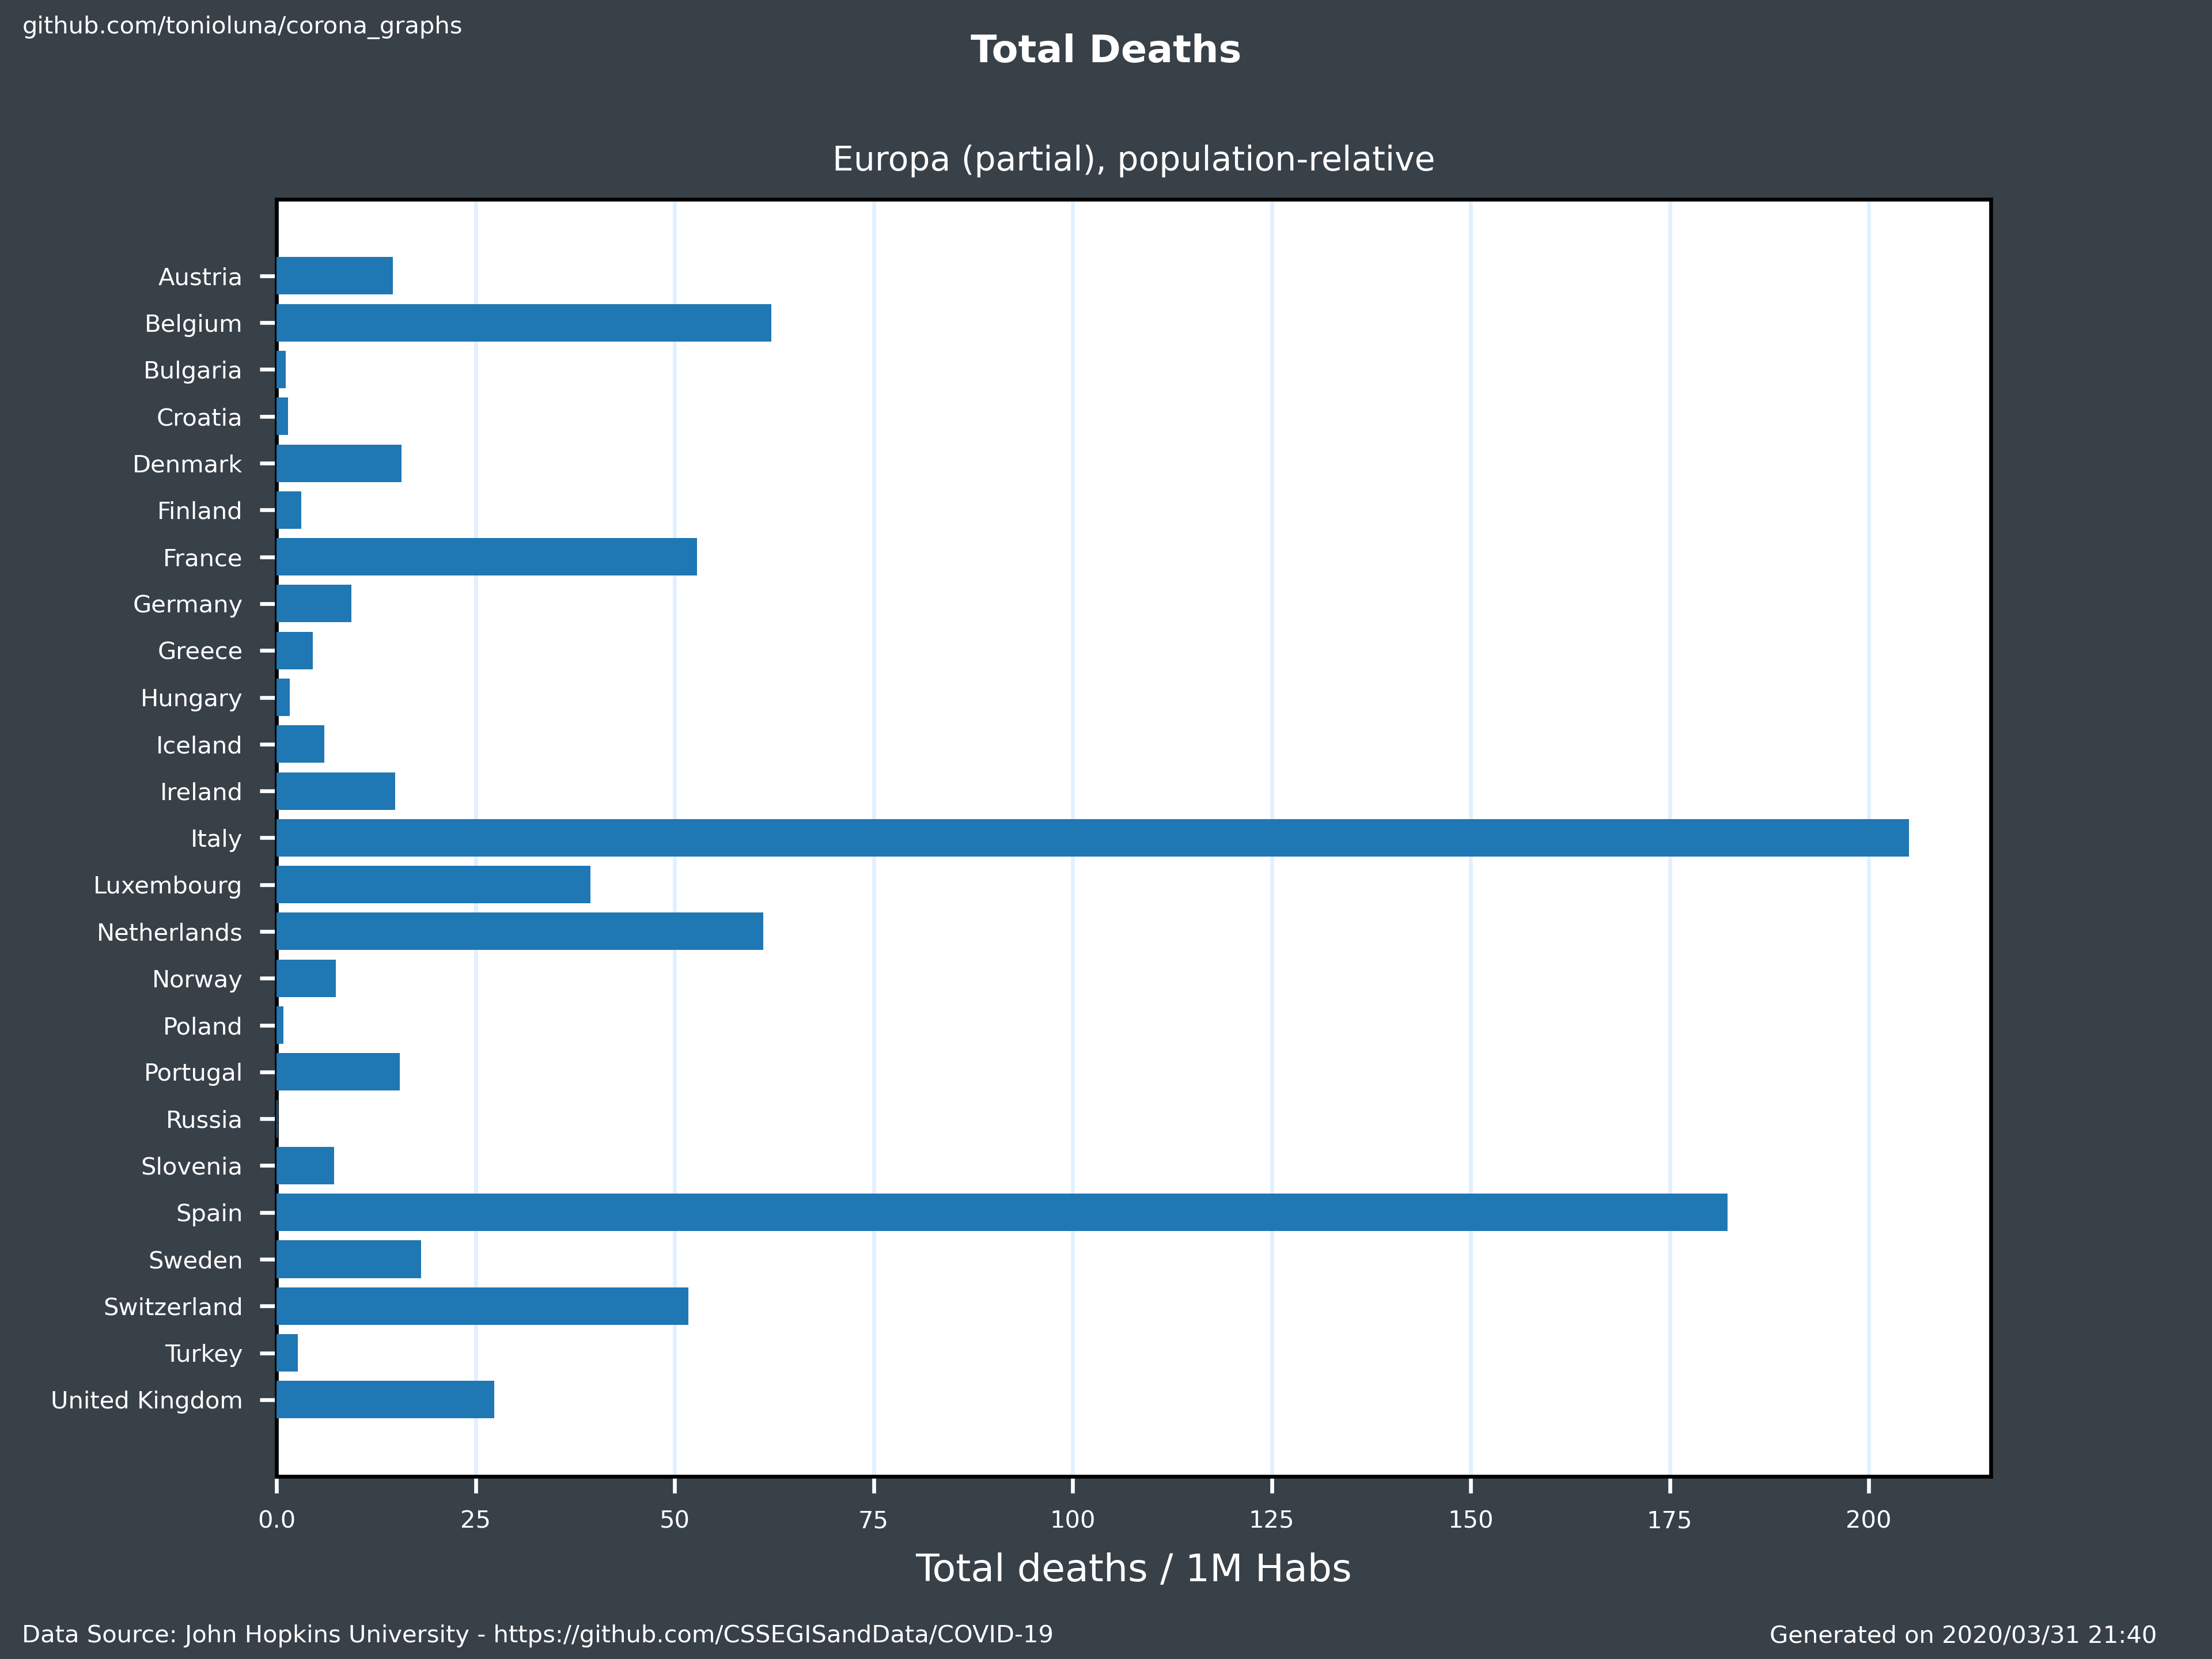 github.com/tonioluna/corona_graphs
Total Deaths
Europa (partial), population-relative
Austria
Belgium
Bulgaria
Croatia
Denmark
Finland
France
Germany
Greece
Hungary
Iceland
Ireland
Italy
Luxembourg
Netherlands
Norway
Poland
Portugal
Russia
Slovenia
Spain
Sweden
Switzerland
Turkey
United Kingdom
0.0 25 50 75 100 125 150 175 200
Total deaths / 1M Habs
Data Source: John Hopkins University - https://github.com/CSSEGISandData/COVID-19
Generated on 2020/03/31 21:40